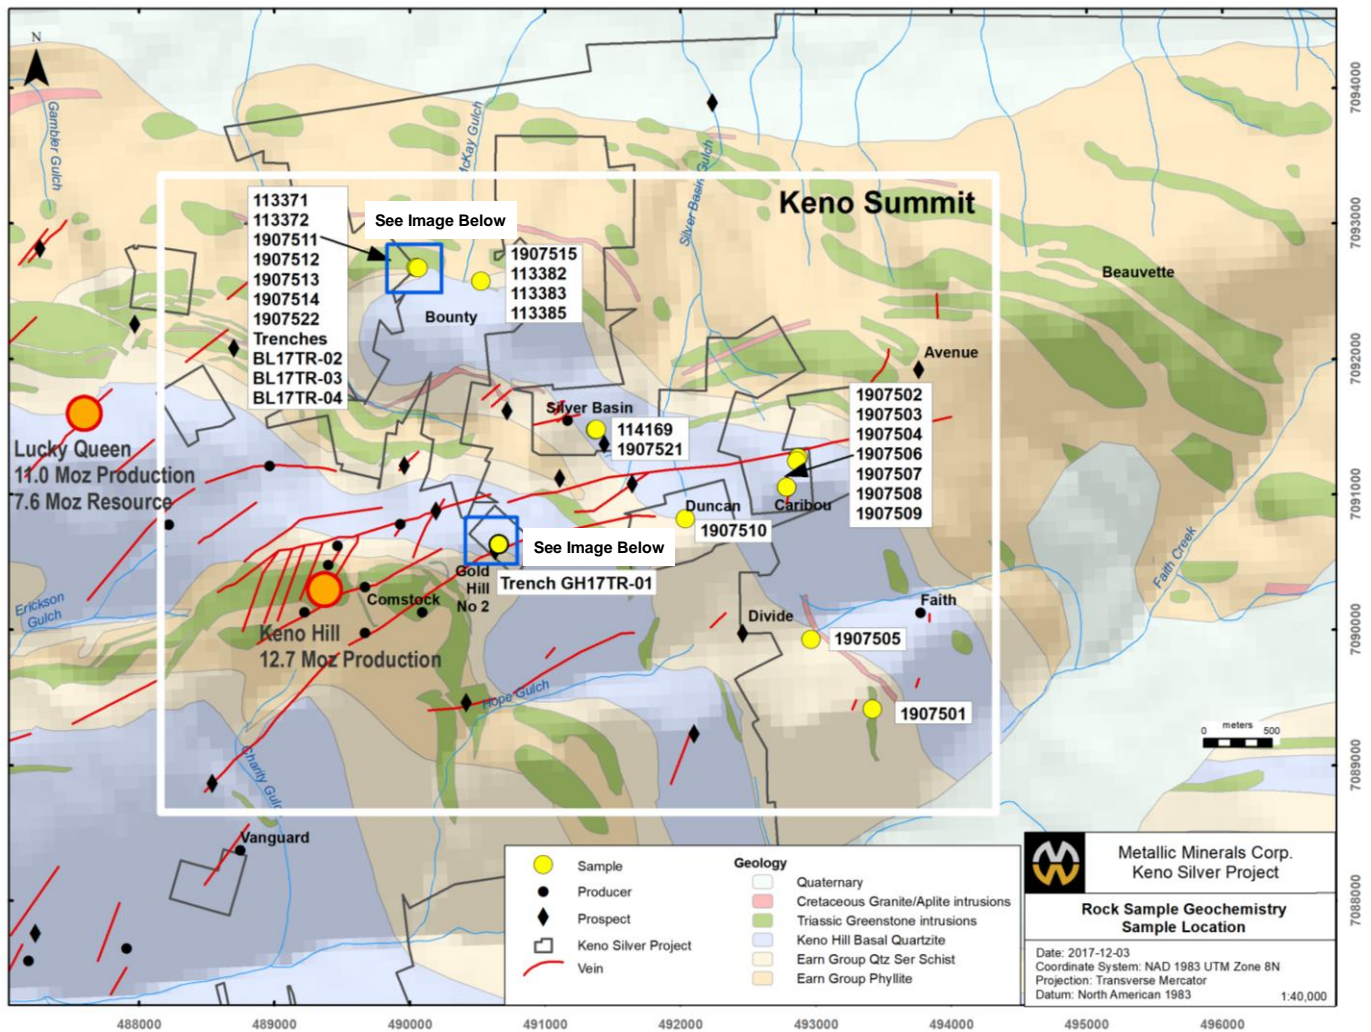 N
Gambler Gulch
McKay Gulch
Silver Basin Gulch
Keno Summit
113371
113372
1907511
1907512
1907513
1907514
1907522
Trenches
BL17TR-02
BL17TR-03
BL17TR-04
See Image Below
1907515
113382
113383
113385
Bounty
Beauvette
Avenue
Silver Basin
114169
1907521
1907502
1907503
1907504
1907506
1907507
1907508
1907509
Lucky Queen
11.0 Moz Production
7.6 Moz Resource
Duncan
Caribou
1907510
See Image Below
Trench GH17TR-01
Gold
Hill
No 2
Comstock
Keno Hill
12.7 Moz Production
Erickson
Gulch
Faith Creek
Divide
Faith
1907505
1907501
Hope Gulch
Charity Gulch
Vanguard
meters
0 500
Sample
Producer
Prospect
Keno Silver Project
Vein
Geology
Quaternary
Cretaceous Granite/Aplite intrusions
Triassic Greenstone intrusions
Keno Hill Basal Quartzite
Earn Group Qtz Ser Schist
Earn Group Phyllite
Metallic Minerals Corp.
Keno Silver Project
Rock Sample Geochemistry
Sample Location
Date: 2017-12-03
Coordinate System: NAD 1983 UTM Zone 8N
Projection: Transverse Mercator
Datum: North American 1983
1:40,000
7094000
7093000
7092000
7091000
7090000
7089000
7088000
488000 489000 490000 491000 492000 493000 494000 495000 496000